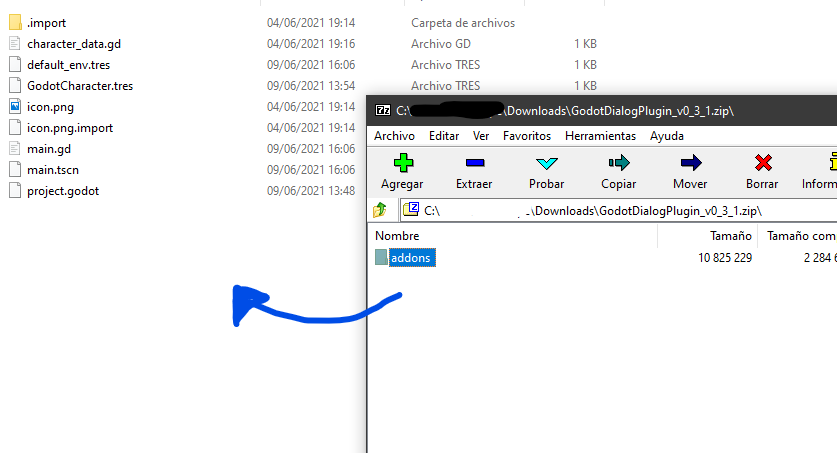 .import 04/06/2021 19:14 Carpeta de archivos
character_data.gd 04/06/2021 19:16 Archivo GD 1 KB
default_env.tres 09/06/2021 16:06 Archivo TRES 1 KB
GodotCharacter.tres 09/06/2021 13:54 Archivo TRES 1 KB
icon.png 04/06/2021 19:14
icon.png.import 04/06/2021 19:14
main.gd 09/06/2021 16:06
main.tscn 09/06/2021 16:06
project.godot 09/06/2021 13:48
C:\ \Downloads\GodotDialogPlugin_v0_3_1.zip\
Archivo Editar Ver Favoritos Herramientas Ayuda
Agregar Extraer Probar Copiar Mover Borrar Inform
C:\ \Downloads\GodotDialogPlugin_v0_3_1.zip\
Nombre Tamaño Tamaño com
addons 10 825 229 2 284 6